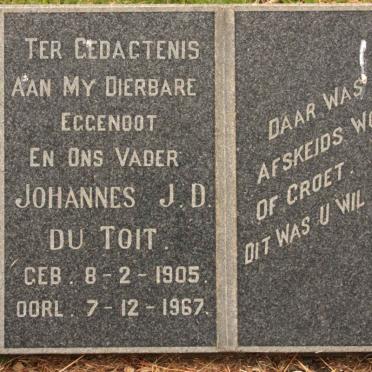 TER GEDAGTENIS
AAN MY DIERBARE
EGGENOOT
EN ONS VADER
JOHANNES J. D.
DU TOIT.
GEB. 8-2-1905.
OORL. 7-12-1967.
DAAR WAS
AFSKEIDS
OF GROET.
DIT WAS U WIL